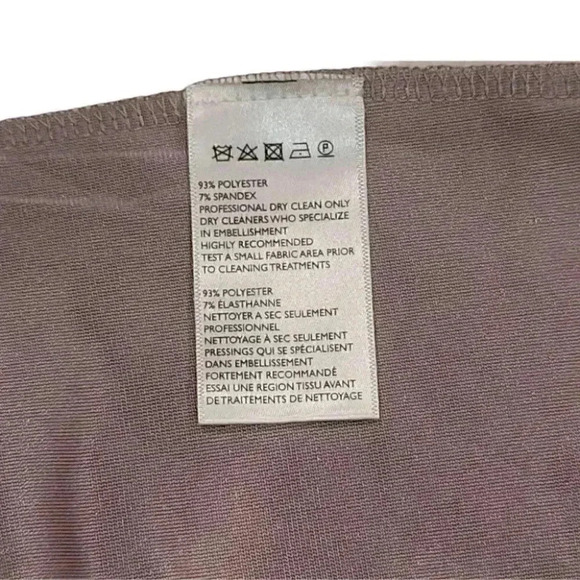 93% POLYESTER
7% SPANDEX
PROFESSIONAL DRY CLEAN ONLY
DRY CLEANERS WHO SPECIALIZE
IN EMBELLISHMENT
HIGHLY RECOMMENDED
TEST A SMALL FABRIC AREA PRIOR
TO CLEANING TREATMENTS
93% POLYESTER
7% ÉLASTHANNE
NETTOYER A SEC SEULEMENT
PROFESSIONNEL
NETTOYAGE A SEC SEULEMENT
PRESSINGS QUI SE SPÉCIALISENT
DANS EMBELLISSEMENT
FORTEMENT RECOMMANDÉ
ESSAI UNE REGION TISSU AVANT
DE TRAITEMENTS DE NETTOYAGE